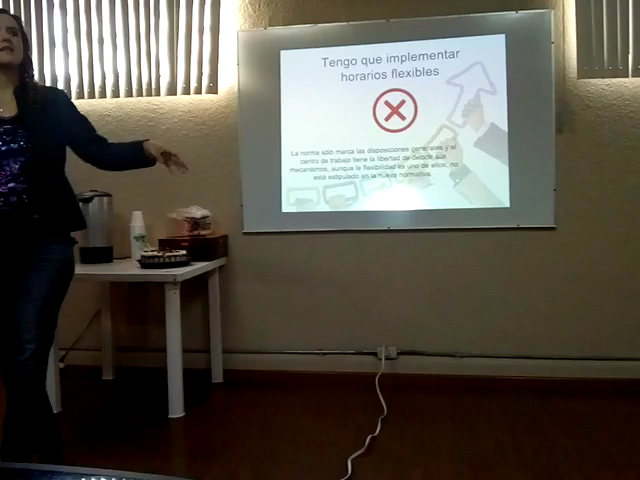 Tengo que implementar
horarios flexibles
La norma sólo marca las disposiciones generales y el
centro de trabajo tiene la libertad de decidir sus
mecanismos, aunque la flexibilidad es uno de ellos, no
está estipulado en la nueva normativa.